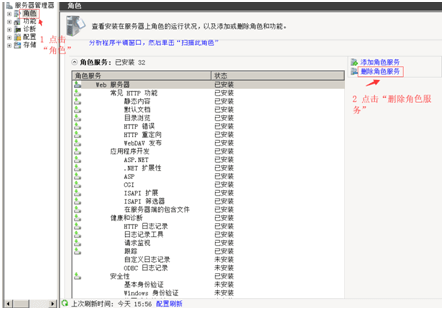 服务器管理器
角色
功能
诊断
配置
存储
1 点击
“角色”
角色
查看安装在服务器上角色的运行状况，以及添加或删除角色和功能。
分析程序中确窗口，然后单击“扫描此角色”
角色服务: 已安装 32
角色服务 状态
Web 服务器 已安装
常见 HTTP 功能 已安装
静态内容 已安装
默认文档 已安装
目录浏览 已安装
HTTP 错误 已安装
HTTP 重定向 已安装
WebDAV 发布 已安装
应用程序开发 已安装
ASP.NET 已安装
.NET 扩展性 已安装
ASP 已安装
CGI 已安装
ISAPI 扩展 已安装
ISAPI 筛选器 已安装
在服务器端的包含文件 已安装
健康和诊断 已安装
HTTP 日志记录 已安装
日志记录工具 已安装
请求监视 已安装
跟踪 已安装
自定义日志记录 未安装
ODBC 日志记录 未安装
安全性 已安装
基本身份验证 已安装
Windows 身份验证 已安装
添加角色服务
删除角色服务
2 点击“删除角色服
务”
上次刷新时间: 今天 15:56 配置刷新